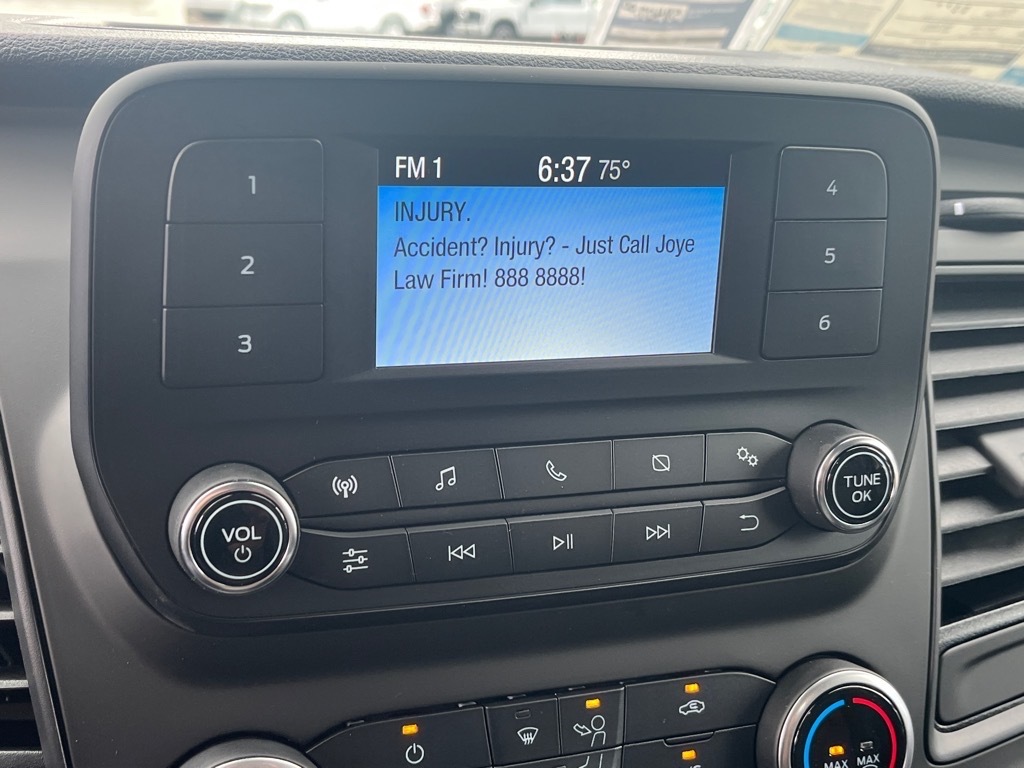 FM 1 6:37 75°
INJURY.
Accident? Injury? - Just Call Joye
Law Firm! 888 8888!
1
2
3
4
5
6
VOL
TUNE
OK
MAX MAX